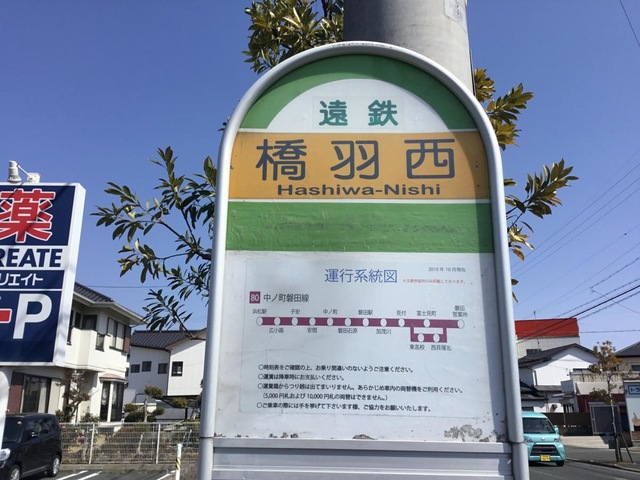 遠鉄
橋羽西
Hashiwa-Nishi
運行系統図
2019年10月現在
80 中ノ町磐田線
浜松駅 子安 中ノ町 磐田駅 見付 富士見町 磐田営業所
広小路 安間 磐田石原 加茂川
東高校 西貝塚北
○時刻表をご確認の上、お乗り間違いのないようご注意ください。
○運賃は降車時にお支払いください。
○運賃箱からつり銭は出てまいりません。あらかじめ車内の両替機をご利用ください。
(5,000円札および10,000円札の両替はできません。)
○ご乗車の際には手を挙げて下さいます様、ご協力をお願いいたします。
薬
REATE
リエイト
P